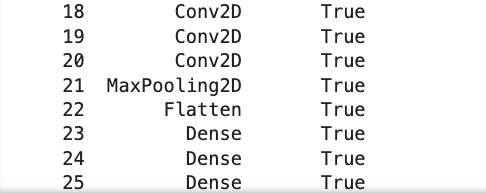 18 Conv2D True
19 Conv2D True
20 Conv2D True
21 MaxPooling2D True
22 Flatten True
23 Dense True
24 Dense True
25 Dense True